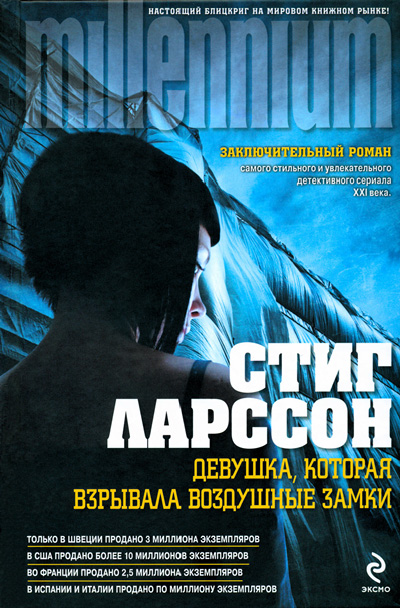 НАСТОЯЩИЙ БЛИЦКРИГ НА МИРОВОМ КНИЖНОМ РЫНКЕ!
millennium
ЗАКЛЮЧИТЕЛЬНЫЙ РОМАН
самого стильного и увлекательного
детективного сериала
XXI века.
СТИГ
ЛАРССОН
ДЕВУШКА, КОТОРАЯ
ВЗРЫВАЛА ВОЗДУШНЫЕ ЗАМКИ
ТОЛЬКО В ШВЕЦИИ ПРОДАНО 3 МИЛЛИОНА ЭКЗЕМПЛЯРОВ
В США ПРОДАНО БОЛЕЕ 10 МИЛЛИОНОВ ЭКЗЕМПЛЯРОВ
ВО ФРАНЦИИ ПРОДАНО 2,5 МИЛЛИОНА ЭКЗЕМПЛЯРОВ
В ИСПАНИИ И ИТАЛИИ ПРОДАНО ПО МИЛЛИОНУ ЭКЗЕМПЛЯРОВ
ЭКСМО